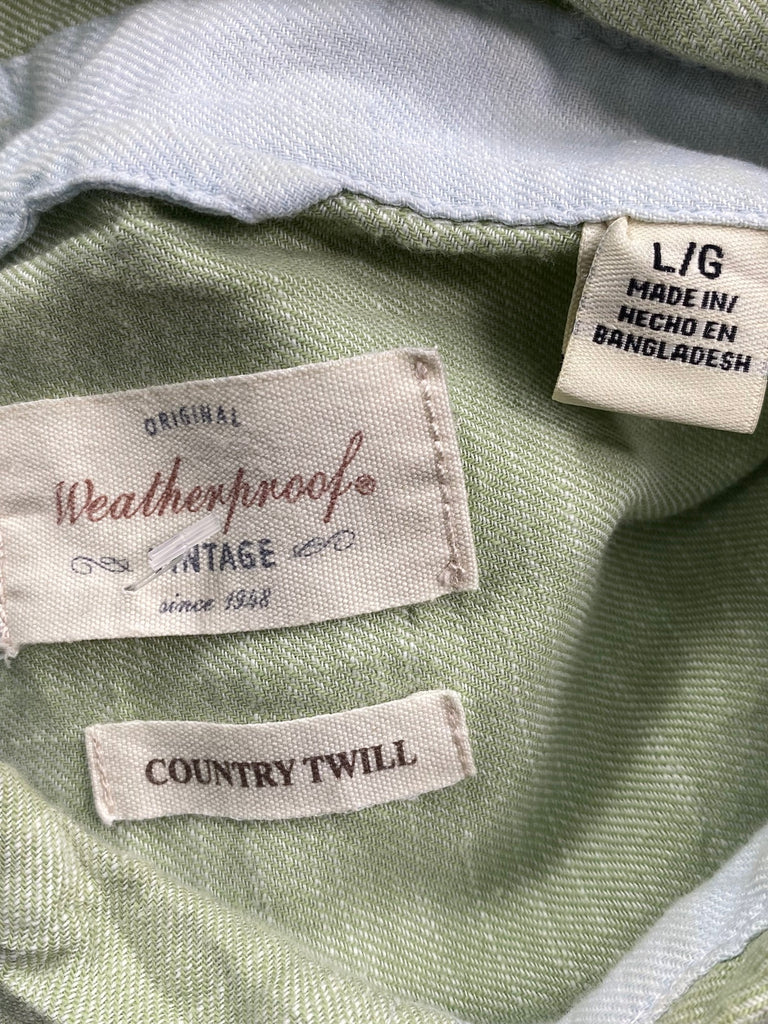 ORIGINAL
Weatherproof®
VINTAGE
since 1948
COUNTRY TWILL
L/G
MADE IN/
HECHO EN
BANGLADESH